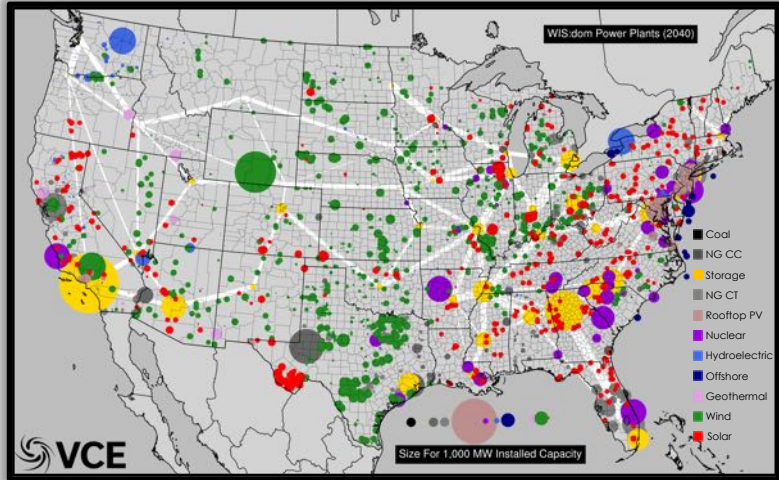 WIS:dom Power Plants (2040)
Coal
NG CC
Storage
NG CT
Rooftop PV
Nuclear
Hydroelectric
Offshore
Geothermal
Wind
Solar
Size For 1,000 MW Installed Capacity
VCE